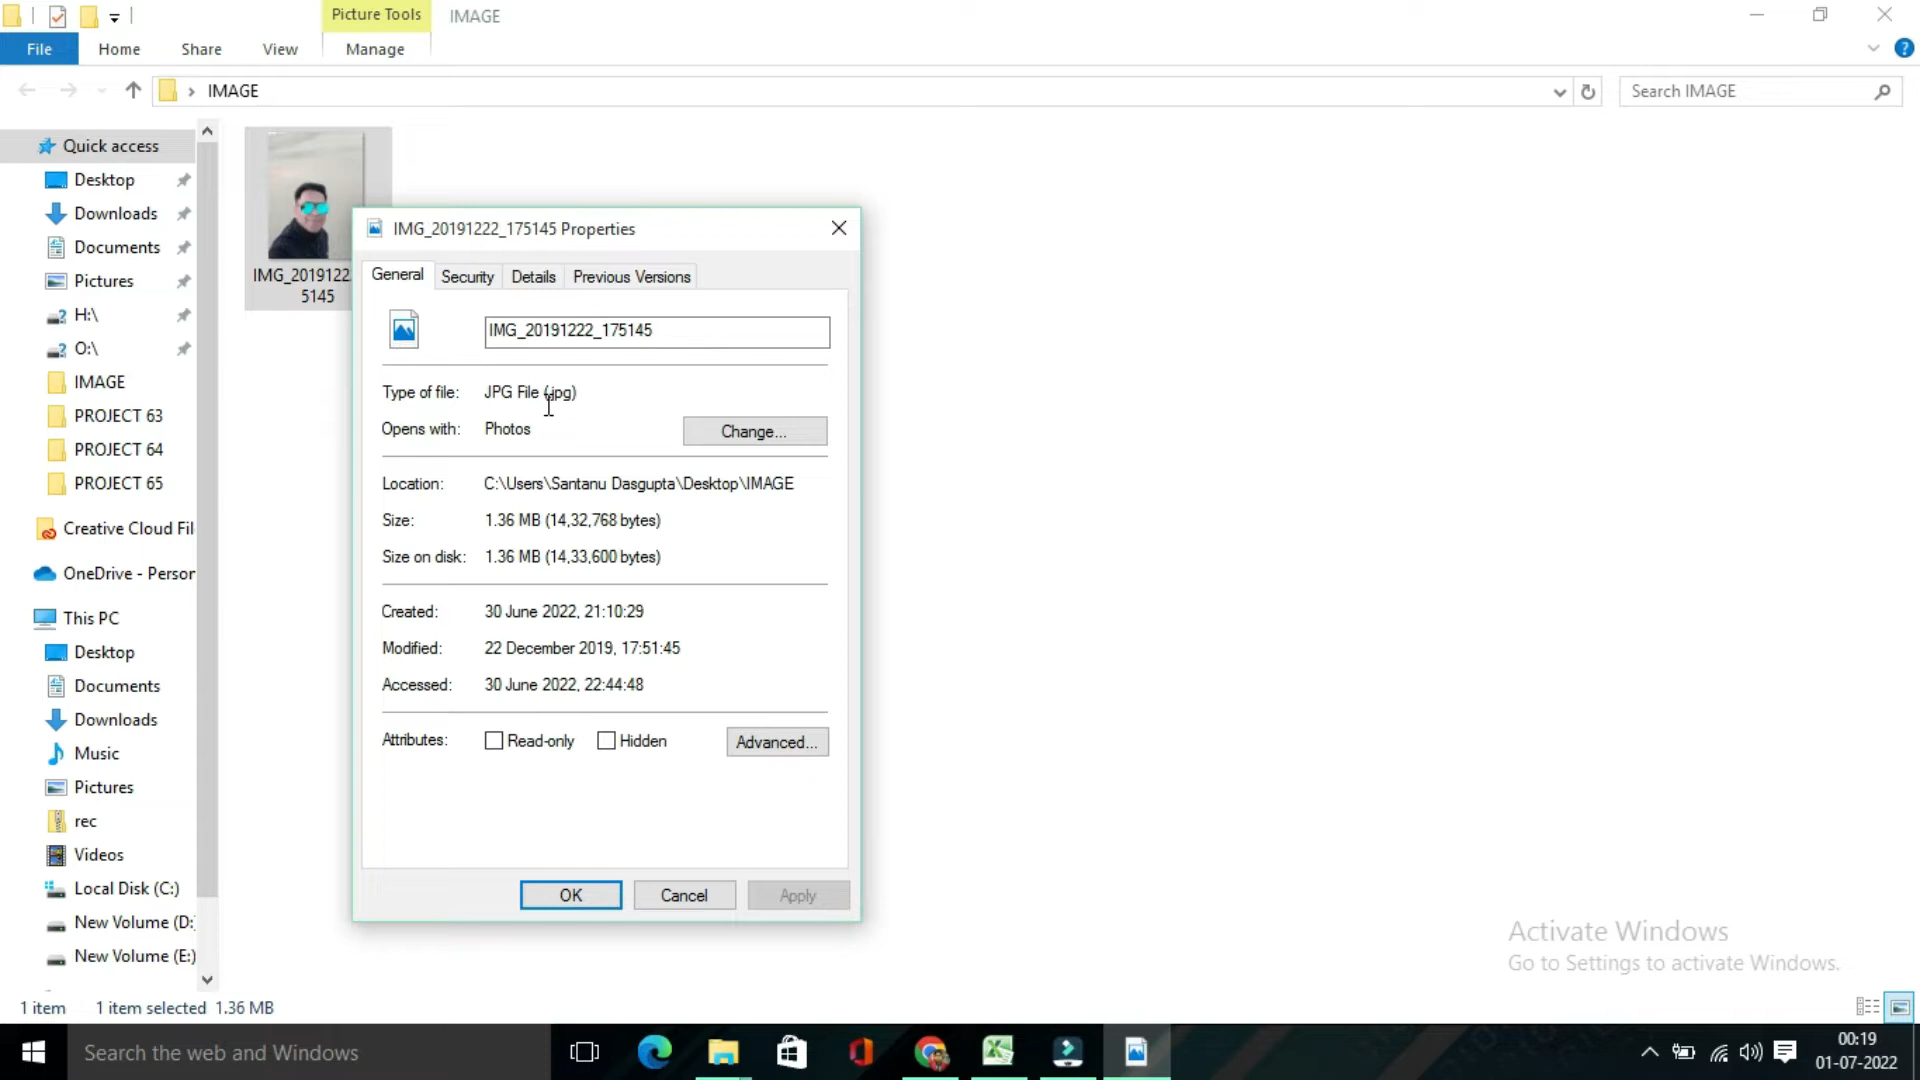 Picture Tools
IMAGE
File
Home
Share
View
Manage
IMAGE
Search IMAGE
Quick access
Desktop
Downloads
Documents
Pictures
H:\
O:\
IMAGE
PROJECT 63
PROJECT 64
PROJECT 65
Creative Cloud Fil
OneDrive - Person
This PC
Desktop
Documents
Downloads
Music
Pictures
rec
Videos
Local Disk (C:)
New Volume (D:
New Volume (E:)
IMG_2019122
5145
IMG_20191222_175145 Properties
General
Security
Details
Previous Versions
IMG_20191222_175145
Type of file: JPG File (.jpg)
Opens with: Photos
Change...
Location: C:\Users\Santanu Dasgupta\Desktop\IMAGE
Size: 1.36 MB (14,32,768 bytes)
Size on disk: 1.36 MB (14,33,600 bytes)
Created: 30 June 2022, 21:10:29
Modified: 22 December 2019, 17:51:45
Accessed: 30 June 2022, 22:44:48
Attributes: Read-only Hidden Advanced...
OK
Cancel
Apply
Activate Windows
Go to Settings to activate Windows.
1 item 1 item selected 1.36 MB
Search the web and Windows
00:19
01-07-2022